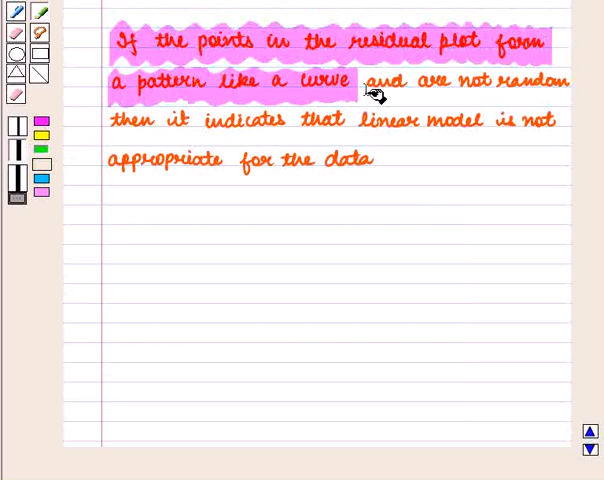 If the points in the residual plot form
a pattern like a curve and are not random
then it indicates that linear model is not
appropriate for the data